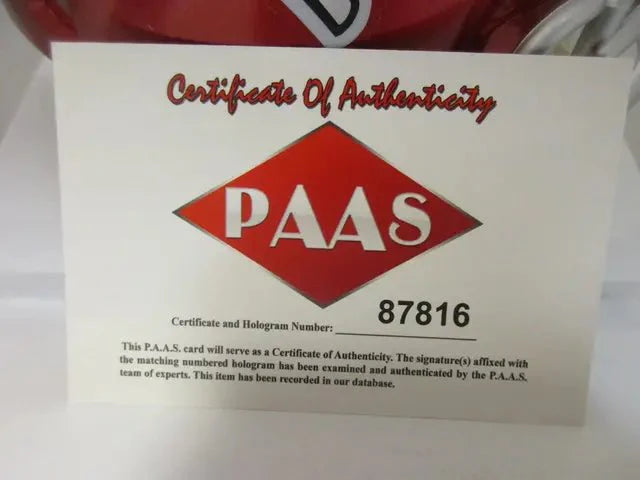 Certificate Of Authenticity
PAAS
Certificate and Hologram Number: 87816
This P.A.A.S. card will serve as a Certificate of Authenticity. The signature(s) affixed with
the matching numbered hologram has been examined and authenticated by the P.A.A.S.
team of experts. This item has been recorded in our database.